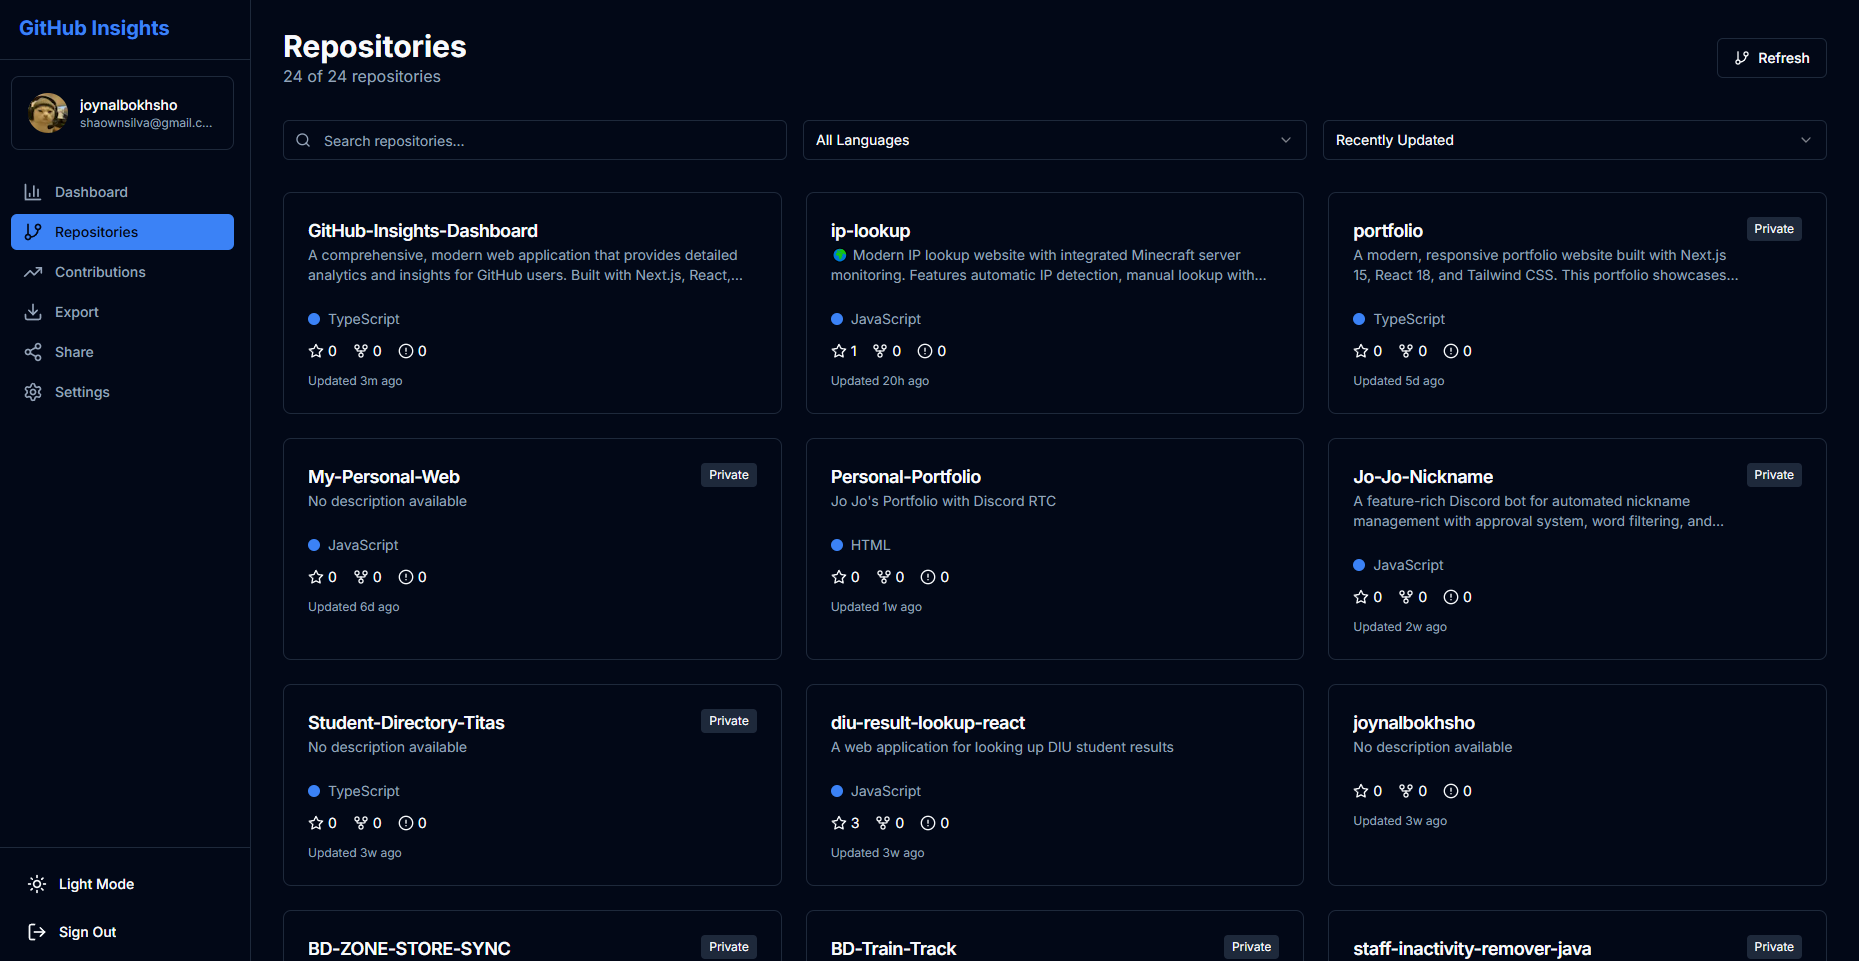 GitHub Insights
joynalbokhsho
shaownsilva@gmail.c...
Dashboard
Repositories
Contributions
Export
Share
Settings
Light Mode
Sign Out
Repositories
24 of 24 repositories
Refresh
Search repositories...
All Languages
Recently Updated
GitHub-Insights-Dashboard
A comprehensive, modern web application that provides detailed
analytics and insights for GitHub users. Built with Next.js, React,...
TypeScript
0 0 0
Updated 3m ago
ip-lookup
Modern IP lookup website with integrated Minecraft server
monitoring. Features automatic IP detection, manual lookup with...
JavaScript
1 0 0
Updated 20h ago
portfolio
Private
A modern, responsive portfolio website built with Next.js
15, React 18, and Tailwind CSS. This portfolio showcases...
TypeScript
0 0 0
Updated 5d ago
My-Personal-Web
Private
No description available
JavaScript
0 0 0
Updated 6d ago
Personal-Portfolio
Jo Jo's Portfolio with Discord RTC
HTML
0 0 0
Updated 1w ago
Jo-Jo-Nickname
Private
A feature-rich Discord bot for automated nickname
management with approval system, word filtering, and...
JavaScript
0 0 0
Updated 2w ago
Student-Directory-Titas
Private
No description available
TypeScript
0 0 0
Updated 3w ago
diu-result-lookup-react
A web application for looking up DIU student results
JavaScript
3 0 0
Updated 3w ago
joynalbokhsho
No description available
0 0 0
Updated 3w ago
BD-ZONE-STORE-SYNC
Private
BD-Train-Track
Private
staff-inactivity-remover-java
Private